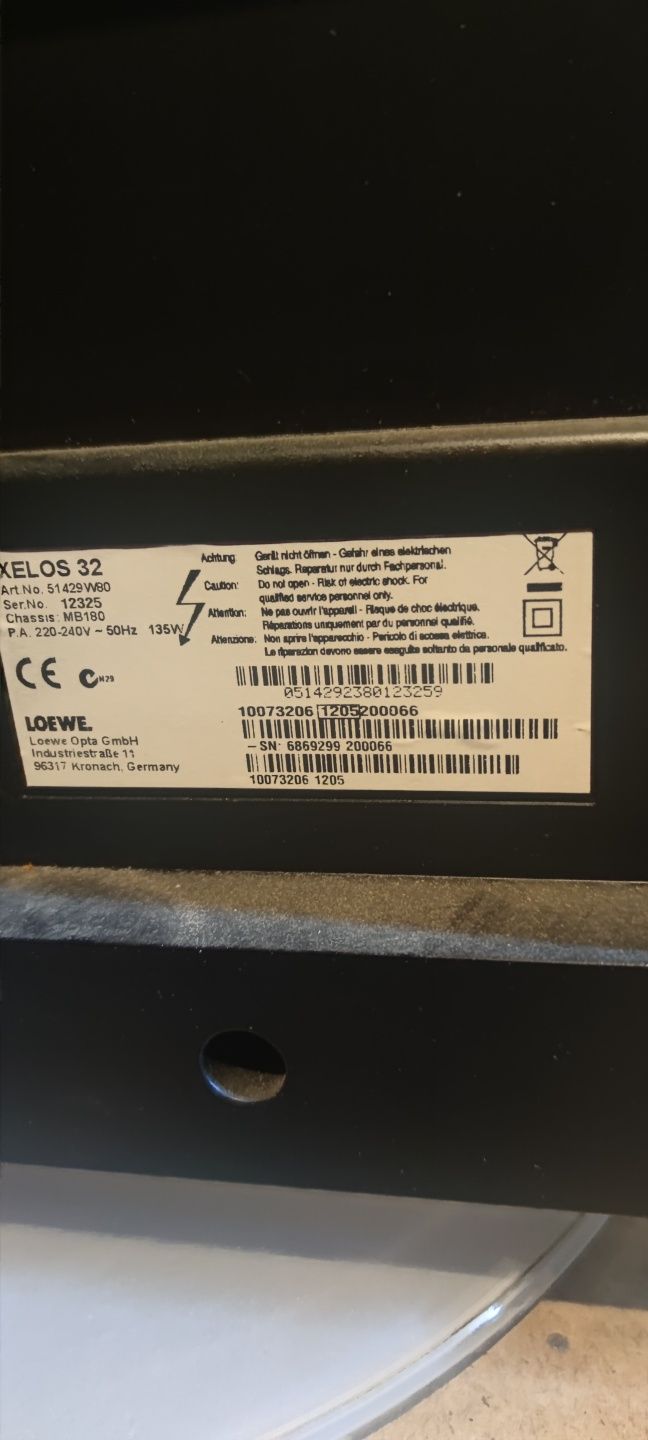 XELOS 32
Art.No. 51429W80
Ser.No. 12325
Chassis: MB180
P.A. 220-240V ~ 50Hz 135W
Achtung: Gerät nicht öffnen - Gefahr eines elektrischen
Schlags. Reparatur nur durch Fachpersonal.
Caution: Do not open - Risk of electric shock. For
qualified service personnel only.
Attention: Ne pas ouvrir l'appareil - Risque de choc électrique.
Réparations uniquement par du personnel qualifié.
Attenzione: Non aprire l'apparecchio - Pericolo di scossa elettrica.
Le riparazioni devono essere eseguite soltanto da personale qualificato.
CE
N29
0514292380123259
10073206 1205200066
LOEWE.
Loewe Opta GmbH
Industriestraße 11
96317 Kronach, Germany
-SN: 6869299 200066
10073206 1205